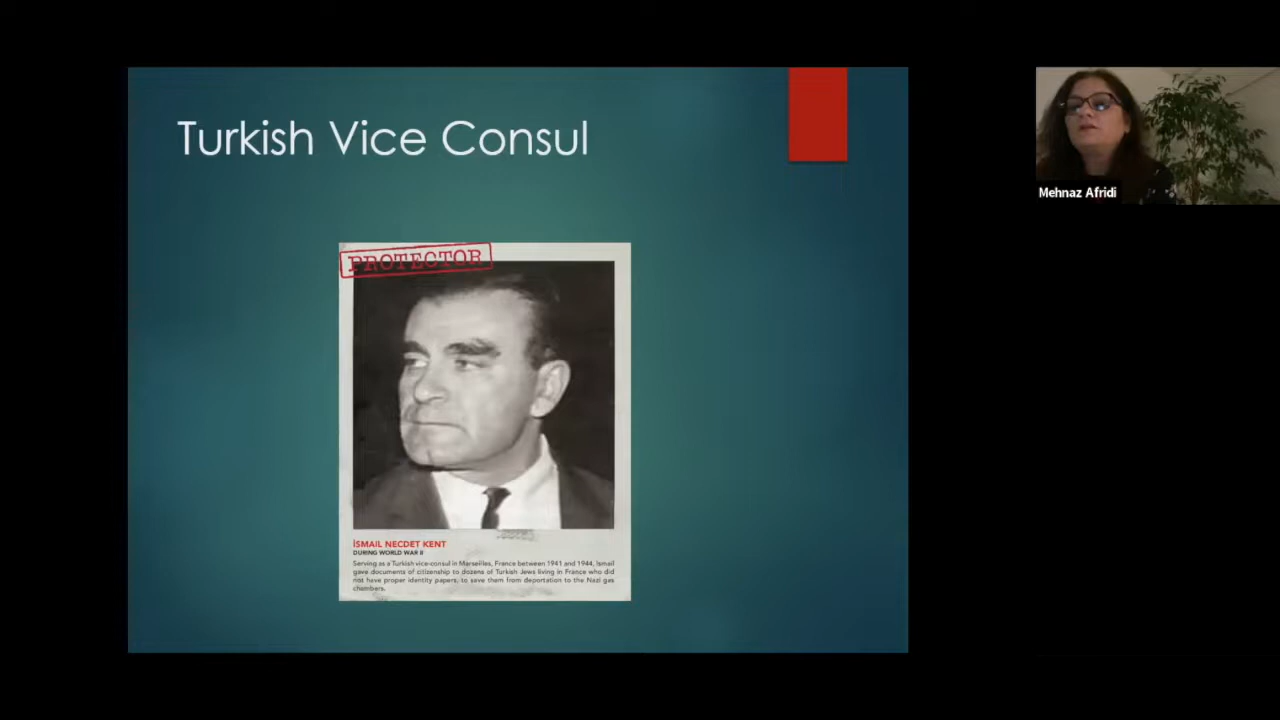 Turkish Vice Consul
PROTECTOR
İSMAIL NECDET KENT
DURING WORLD WAR II
Serving as a Turkish vice-consul in Marseilles, France between 1941 and 1944, Ismail
gave documents of citizenship to dozens of Turkish Jews living in France who did
not have proper identity papers, to save them from deportation to the Nazi gas
chambers.
Mehnaz Afridi